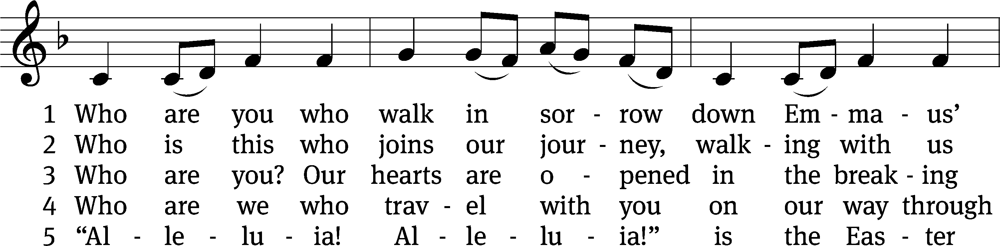 1 Who are you who walk in sor - row down Em - ma - us’
2 Who is this who joins our jour - ney, walk - ing with us
3 Who are you? Our hearts are o - pened in the break - ing
4 Who are we who trav - el with you on our way through
5 “Al - le - lu - ia! Al - le - lu - ia!” is the Eas - ter